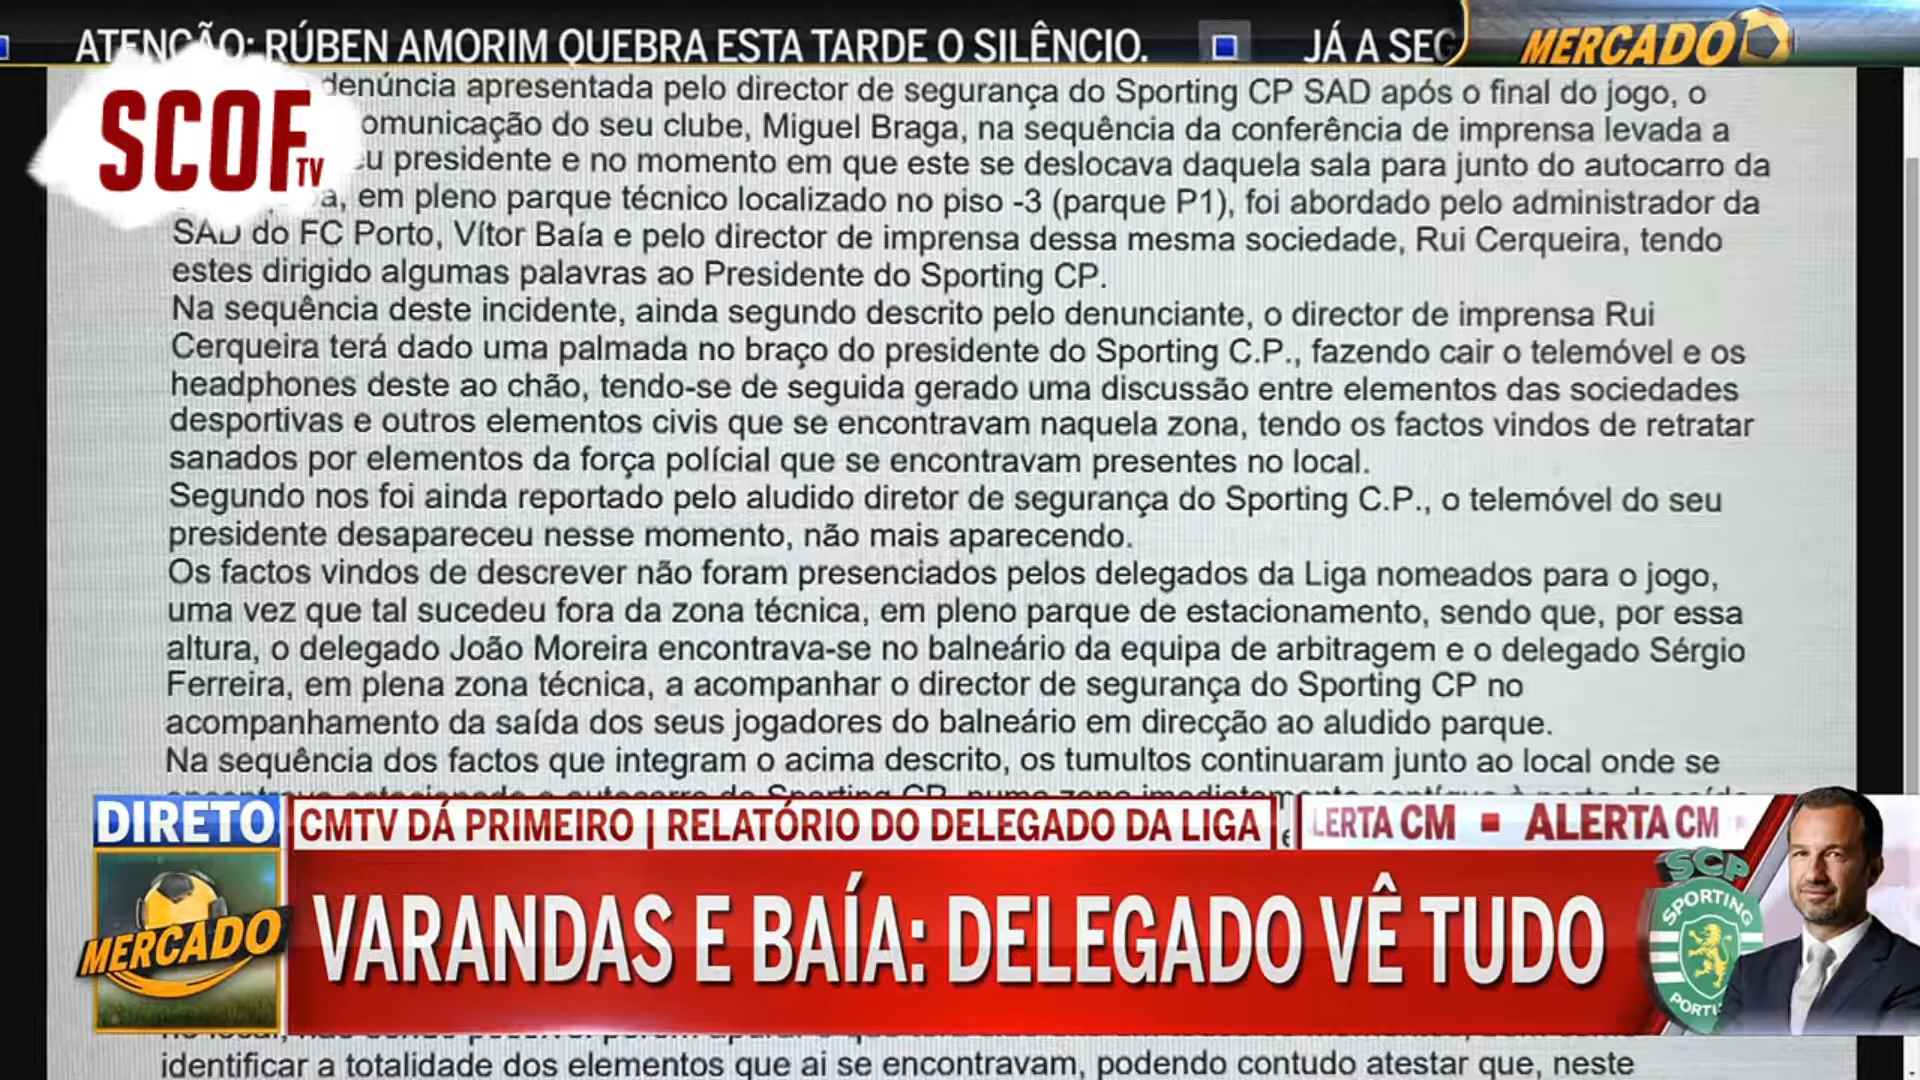 ATENÇÃO: RÚBEN AMORIM QUEBRA ESTA TARDE O SILÊNCIO. JÁ A SEG
MERCADO
SCOF TV
denúncia apresentada pelo director de segurança do Sporting CP SAD após o final do jogo, o
omunicação do seu clube, Miguel Braga, na sequência da conferência de imprensa levada a
eu presidente e no momento em que este se deslocava daquela sala para junto do autocarro da
a, em pleno parque técnico localizado no piso -3 (parque P1), foi abordado pelo administrador da
SAD do FC Porto, Vítor Baía e pelo director de imprensa dessa mesma sociedade, Rui Cerqueira, tendo
estes dirigido algumas palavras ao Presidente do Sporting CP.
Na sequência deste incidente, ainda segundo descrito pelo denunciante, o director de imprensa Rui
Cerqueira terá dado uma palmada no braço do presidente do Sporting C.P., fazendo cair o telemóvel e os
headphones deste ao chão, tendo-se de seguida gerado uma discussão entre elementos das sociedades
desportivas e outros elementos civis que se encontravam naquela zona, tendo os factos vindos de retratar
sanados por elementos da força polícial que se encontravam presentes no local.
Segundo nos foi ainda reportado pelo aludido diretor de segurança do Sporting C.P., o telemóvel do seu
presidente desapareceu nesse momento, não mais aparecendo.
Os factos vindos de descrever não foram presenciados pelos delegados da Liga nomeados para o jogo,
uma vez que tal sucedeu fora da zona técnica, em pleno parque de estacionamento, sendo que, por essa
altura, o delegado João Moreira encontrava-se no balneário da equipa de arbitragem e o delegado Sérgio
Ferreira, em plena zona técnica, a acompanhar o director de segurança do Sporting CP no
acompanhamento da saída dos seus jogadores do balneário em direcção ao aludido parque.
Na sequência dos factos que integram o acima descrito, os tumultos continuaram junto ao local onde se
DIRETO
CMTV DÁ PRIMEIRO | RELATÓRIO DO DELEGADO DA LIGA
LERTA CM ALERTA CM
MERCADO
VARANDAS E BAÍA: DELEGADO VÊ TUDO
SCP
SPORTING
identificar a totalidade dos elementos que ai se encontravam, podendo contudo atestar que, neste